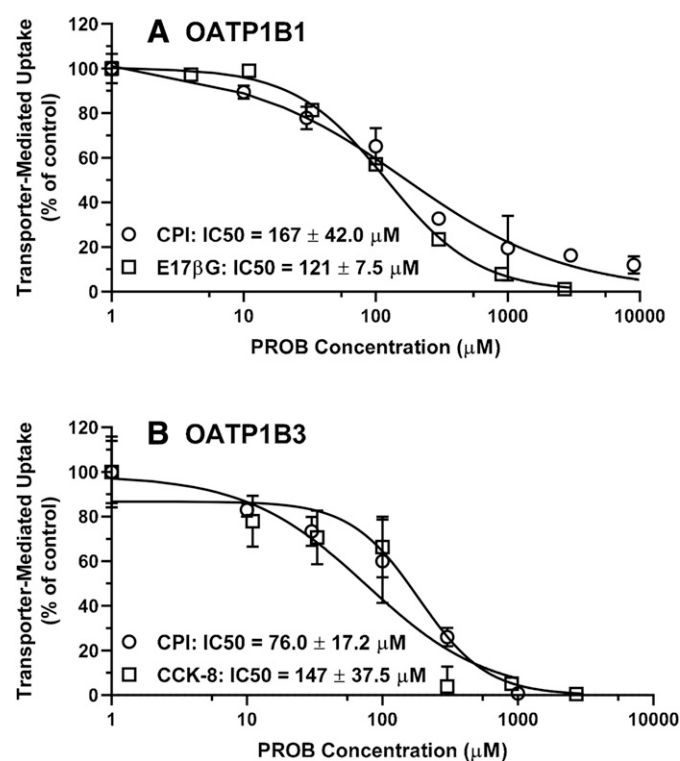 A OATP1B1
Transporter-Mediated Uptake
(% of control)
120
100
80
60
40
20
0
CPI: IC50 = 167 ± 42.0 μM
E17βG: IC50 = 121 ± 7.5 μM
1 10 100 1000 10000
PROB Concentration (μM)
B OATP1B3
Transporter-Mediated Uptake
(% of control)
120
100
80
60
40
20
0
CPI: IC50 = 76.0 ± 17.2 μM
CCK-8: IC50 = 147 ± 37.5 μM
1 10 100 1000 10000
PROB Concentration (μM)